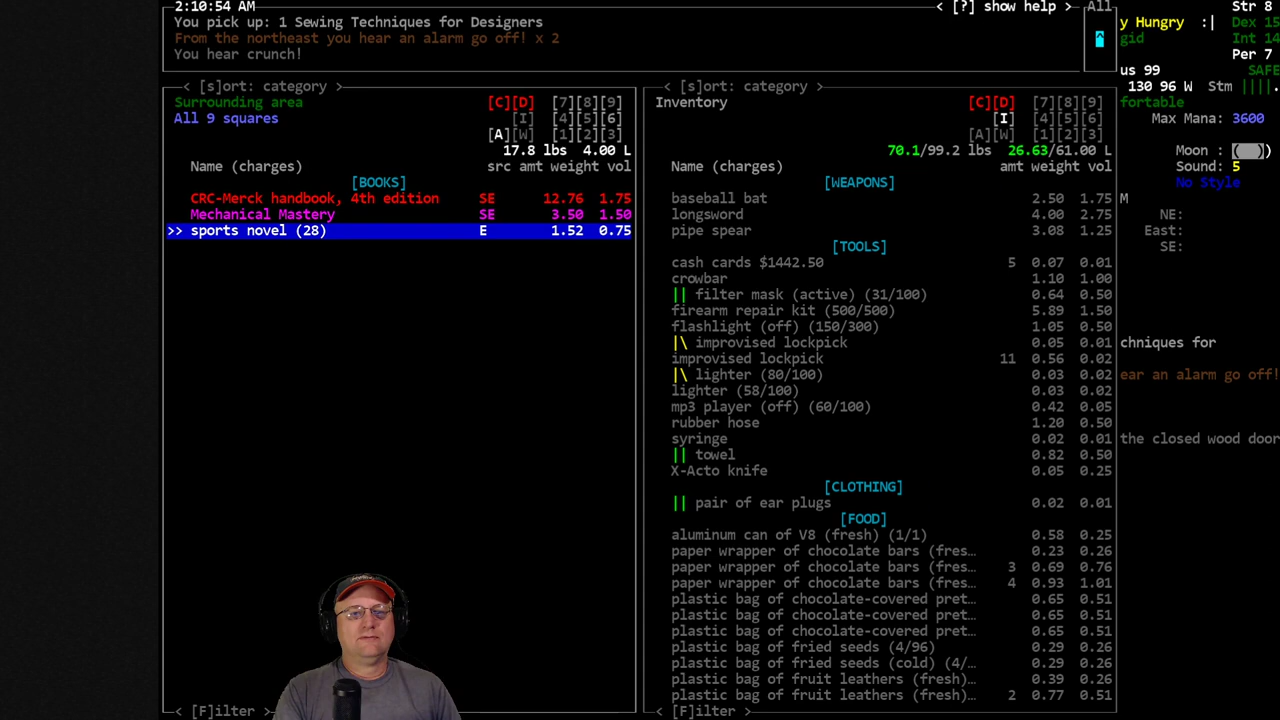 2:10:54 AM
< [?] show help >
All
Str 8
You pick up: 1 Sewing Techniques for Designers
^
y Hungry :|
Dex 15
From the northeast you hear an alarm go off! x 2
gid
Int 14
You hear crunch!
Per 7
us 99
SAFE
< [s]ort: category >
< [s]ort: category >
130 96 W Stm ||||.
Surrounding area
[C][D] [7][8][9]
Inventory
[C][D] [7][8][9]
fortable
All 9 squares
[I] [4][5][6]
[I] [4][5][6]
Max Mana: 3600
[A][W] [1][2][3]
[A][W] [1][2][3]
17.8 lbs 4.00 L
70.1/99.2 lbs 26.63/61.00 L
Moon : (   ))
Name (charges) src amt weight vol
Name (charges) amt weight vol
Sound: 5
[BOOKS]
[WEAPONS]
No Style
CRC-Merck handbook, 4th edition SE 12.76 1.75
baseball bat 2.50 1.75
M
Mechanical Mastery SE 3.50 1.50
longsword 4.00 2.75
NE:
>> sports novel (28) E 1.52 0.75
pipe spear 3.08 1.25
East:
[TOOLS]
SE:
cash cards $1442.50 5 0.07 0.01
crowbar 1.10 1.00
|| filter mask (active) (31/100) 0.64 0.50
firearm repair kit (500/500) 5.89 1.50
flashlight (off) (150/300) 1.05 0.50
|\ improvised lockpick 0.05 0.01
chniques for
improvised lockpick 11 0.56 0.02
|\ lighter (80/100) 0.03 0.02
ear an alarm go off!
lighter (58/100) 0.03 0.02
mp3 player (off) (60/100) 0.42 0.05
rubber hose 1.20 0.50
syringe 0.02 0.01
the closed wood door
|| towel 0.82 0.50
X-Acto knife 0.05 0.25
[CLOTHING]
|| pair of ear plugs 0.02 0.01
[FOOD]
aluminum can of V8 (fresh) (1/1) 0.58 0.25
paper wrapper of chocolate bars (fres… 0.23 0.26
paper wrapper of chocolate bars (fres… 3 0.69 0.76
paper wrapper of chocolate bars (fres… 4 0.93 1.01
plastic bag of chocolate-covered pret… 0.65 0.51
plastic bag of chocolate-covered pret… 0.65 0.51
plastic bag of chocolate-covered pret… 0.65 0.51
plastic bag of fried seeds (4/96) 0.29 0.26
plastic bag of fried seeds (cold) (4/… 0.29 0.26
plastic bag of fruit leathers (fresh)… 0.39 0.26
plastic bag of fruit leathers (fresh)… 2 0.77 0.51
< [F]ilter >
< [F]ilter >